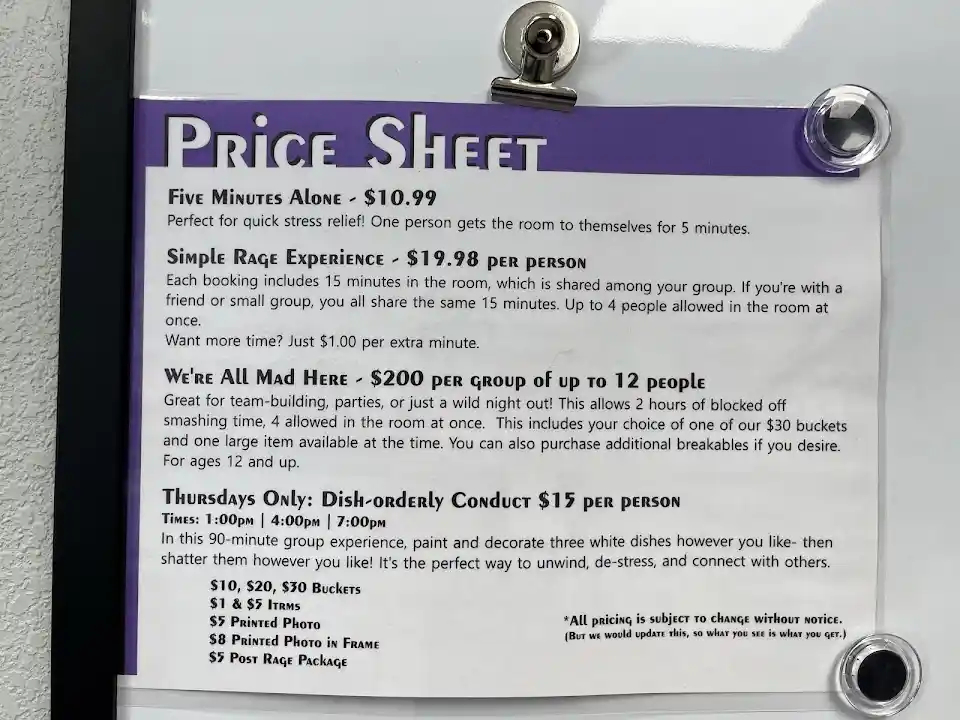 Price Sheet
Five Minutes Alone - $10.99
Perfect for quick stress relief! One person gets the room to themselves for 5 minutes.
Simple Rage Experience - $19.98 per person
Each booking includes 15 minutes in the room, which is shared among your group. If you're with a
friend or small group, you all share the same 15 minutes. Up to 4 people allowed in the room at
once.
Want more time? Just $1.00 per extra minute.
We're All Mad Here - $200 per group of up to 12 people
Great for team-building, parties, or just a wild night out! This allows 2 hours of blocked off
smashing time, 4 allowed in the room at once. This includes your choice of one of our $30 buckets
and one large item available at the time. You can also purchase additional breakables if you desire.
For ages 12 and up.
Thursdays Only: Dish-orderly Conduct $15 per person
Times: 1:00pm | 4:00pm | 7:00pm
In this 90-minute group experience, paint and decorate three white dishes however you like- then
shatter them however you like! It's the perfect way to unwind, de-stress, and connect with others.
$10, $20, $30 Buckets
$1 & $5 Itrms
$5 Printed Photo
$8 Printed Photo in Frame
$5 Post Rage Package
*All pricing is subject to change without notice.
(But we would update this, so what you see is what you get.)